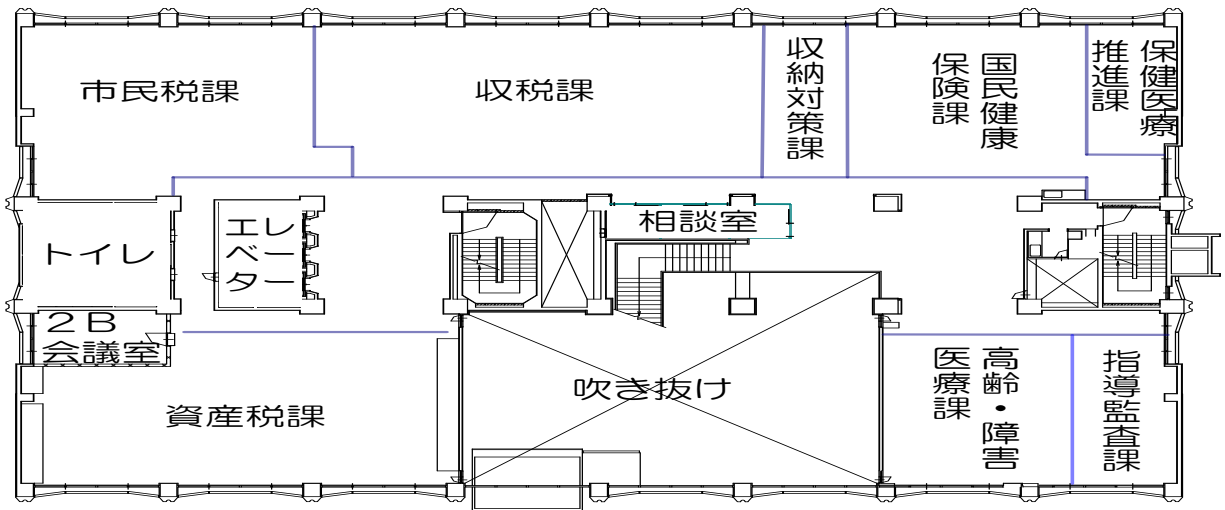 市民税課
収税課
収納対策課
国民健康
保険課
保健医療
推進課
トイレ
エレ
ベー
ター
相談室
２Ｂ
会議室
資産税課
吹き抜け
高齢・障害
医療課
指導監査課